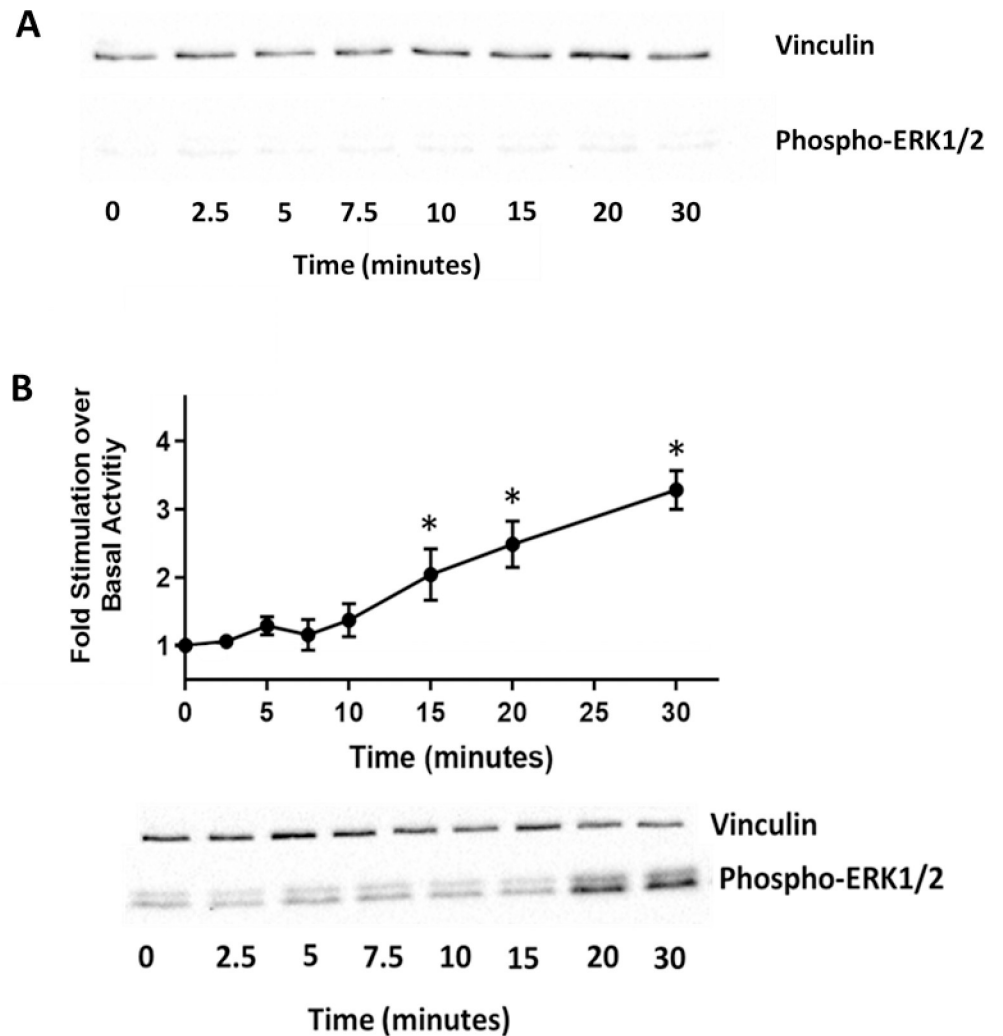 A
Vinculin
Phospho-ERK1/2
0 2.5 5 7.5 10 15 20 30
Time (minutes)
B
Fold Stimulation over
Basal Actvitiy
4
3
2
1
* * *
0 5 10 15 20 25 30
Time (minutes)
Vinculin
Phospho-ERK1/2
0 2.5 5 7.5 10 15 20 30
Time (minutes)